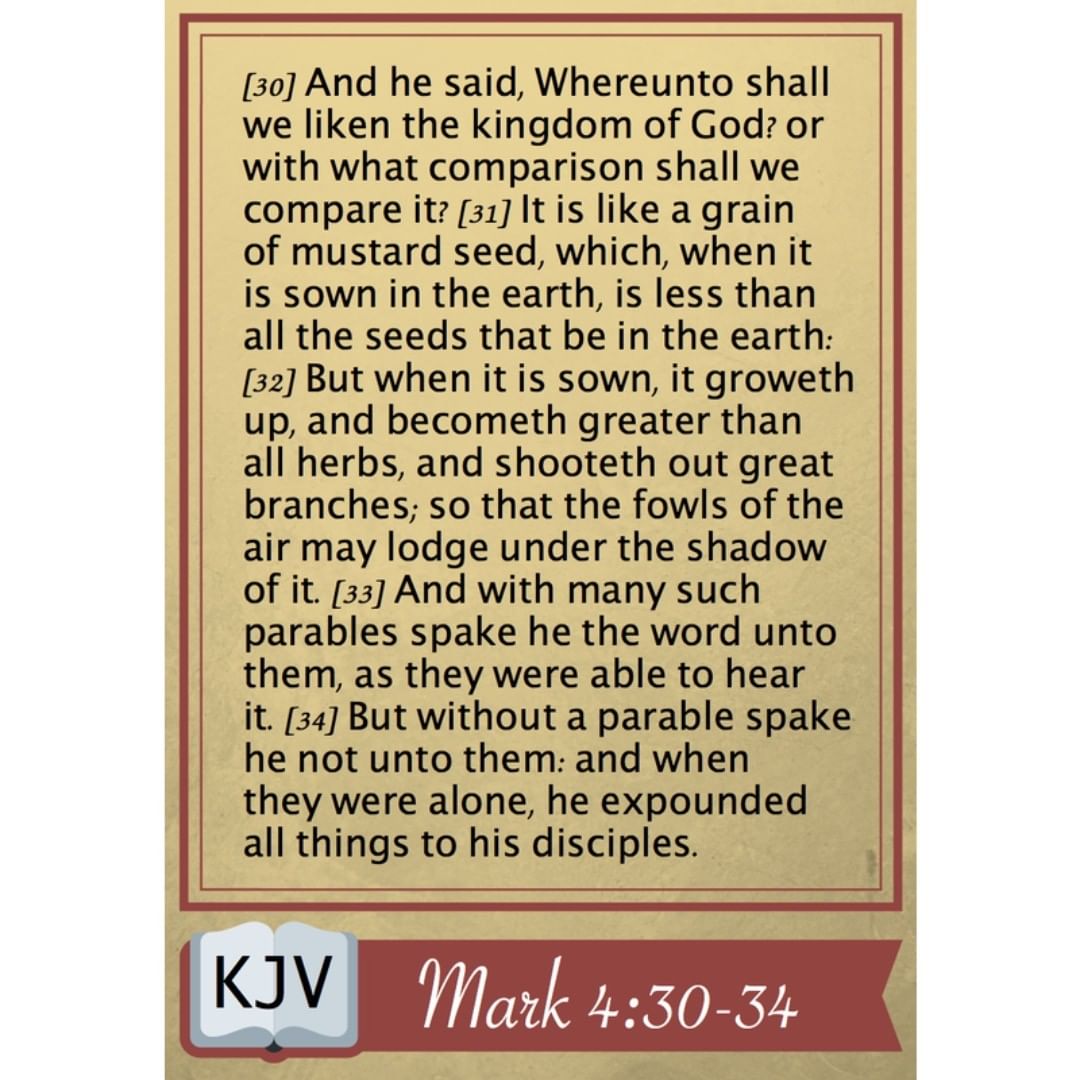 [30] And he said, Whereunto shall
we liken the kingdom of God? or
with what comparison shall we
compare it? [31] It is like a grain
of mustard seed, which, when it
is sown in the earth, is less than
all the seeds that be in the earth:
[32] But when it is sown, it groweth
up, and becometh greater than
all herbs, and shooteth out great
branches; so that the fowls of the
air may lodge under the shadow
of it. [33] And with many such
parables spake he the word unto
them, as they were able to hear
it. [34] But without a parable spake
he not unto them: and when
they were alone, he expounded
all things to his disciples.
KJV
Mark 4:30-34